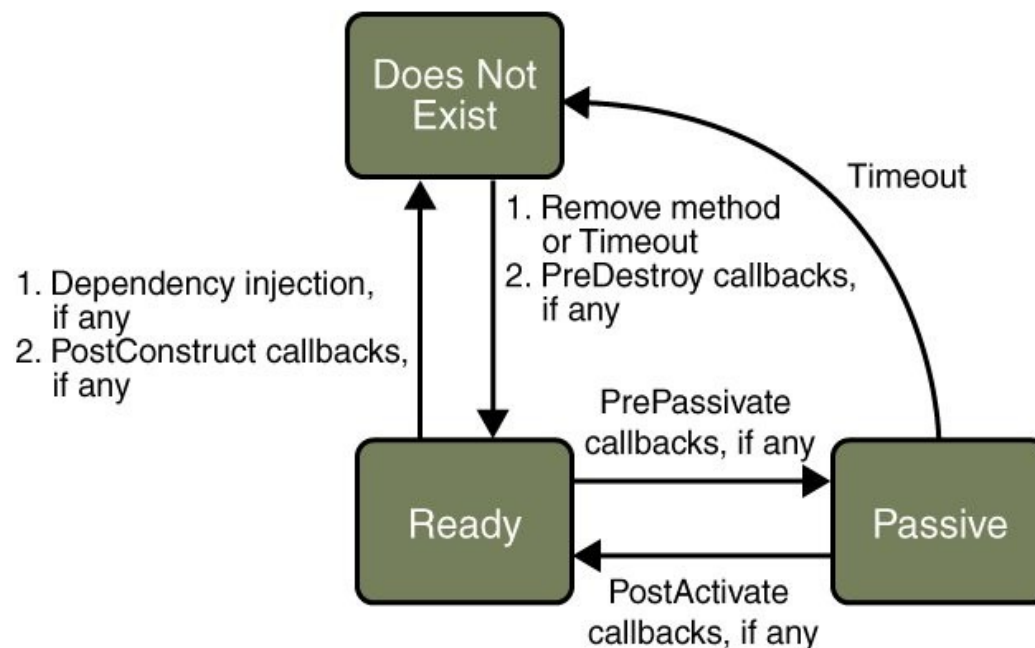 Does Not
Exist
Timeout
1. Remove method
or Timeout
2. PreDestroy callbacks,
if any
1. Dependency injection,
if any
2. PostConstruct callbacks,
if any
PrePassivate
callbacks, if any
Ready
Passive
PostActivate
callbacks, if any